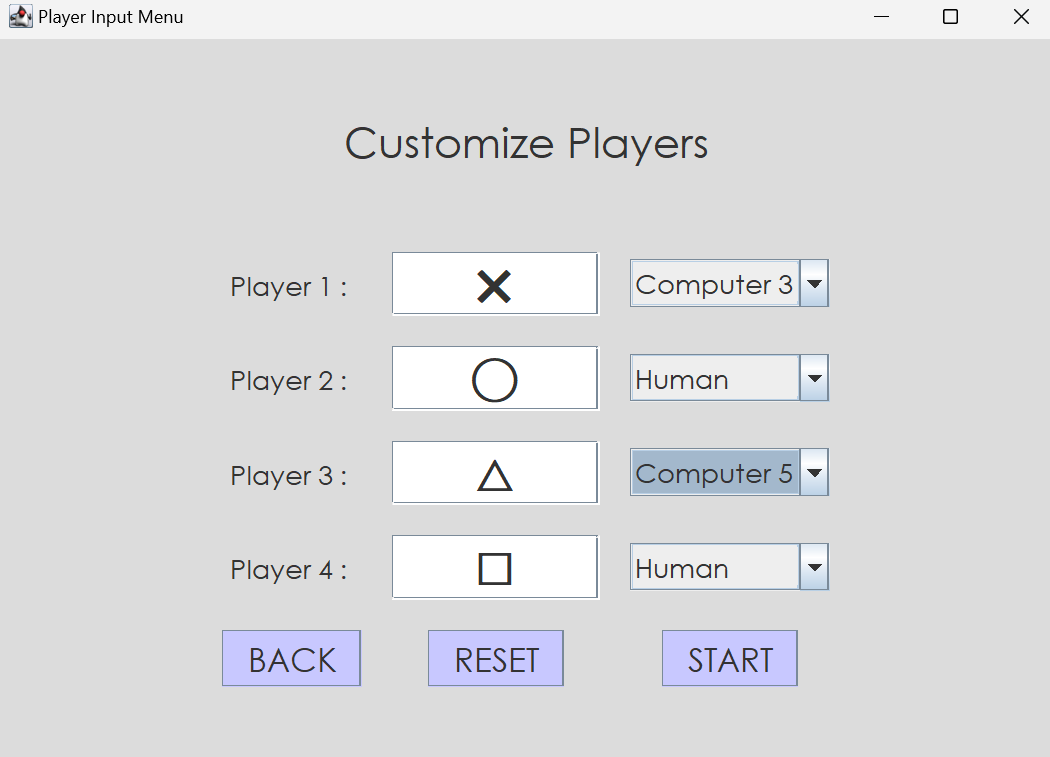 Player Input Menu
Customize Players
Player 1 : ✕ Computer 3
Player 2 : ○ Human
Player 3 : △ Computer 5
Player 4 : □ Human
BACK RESET START